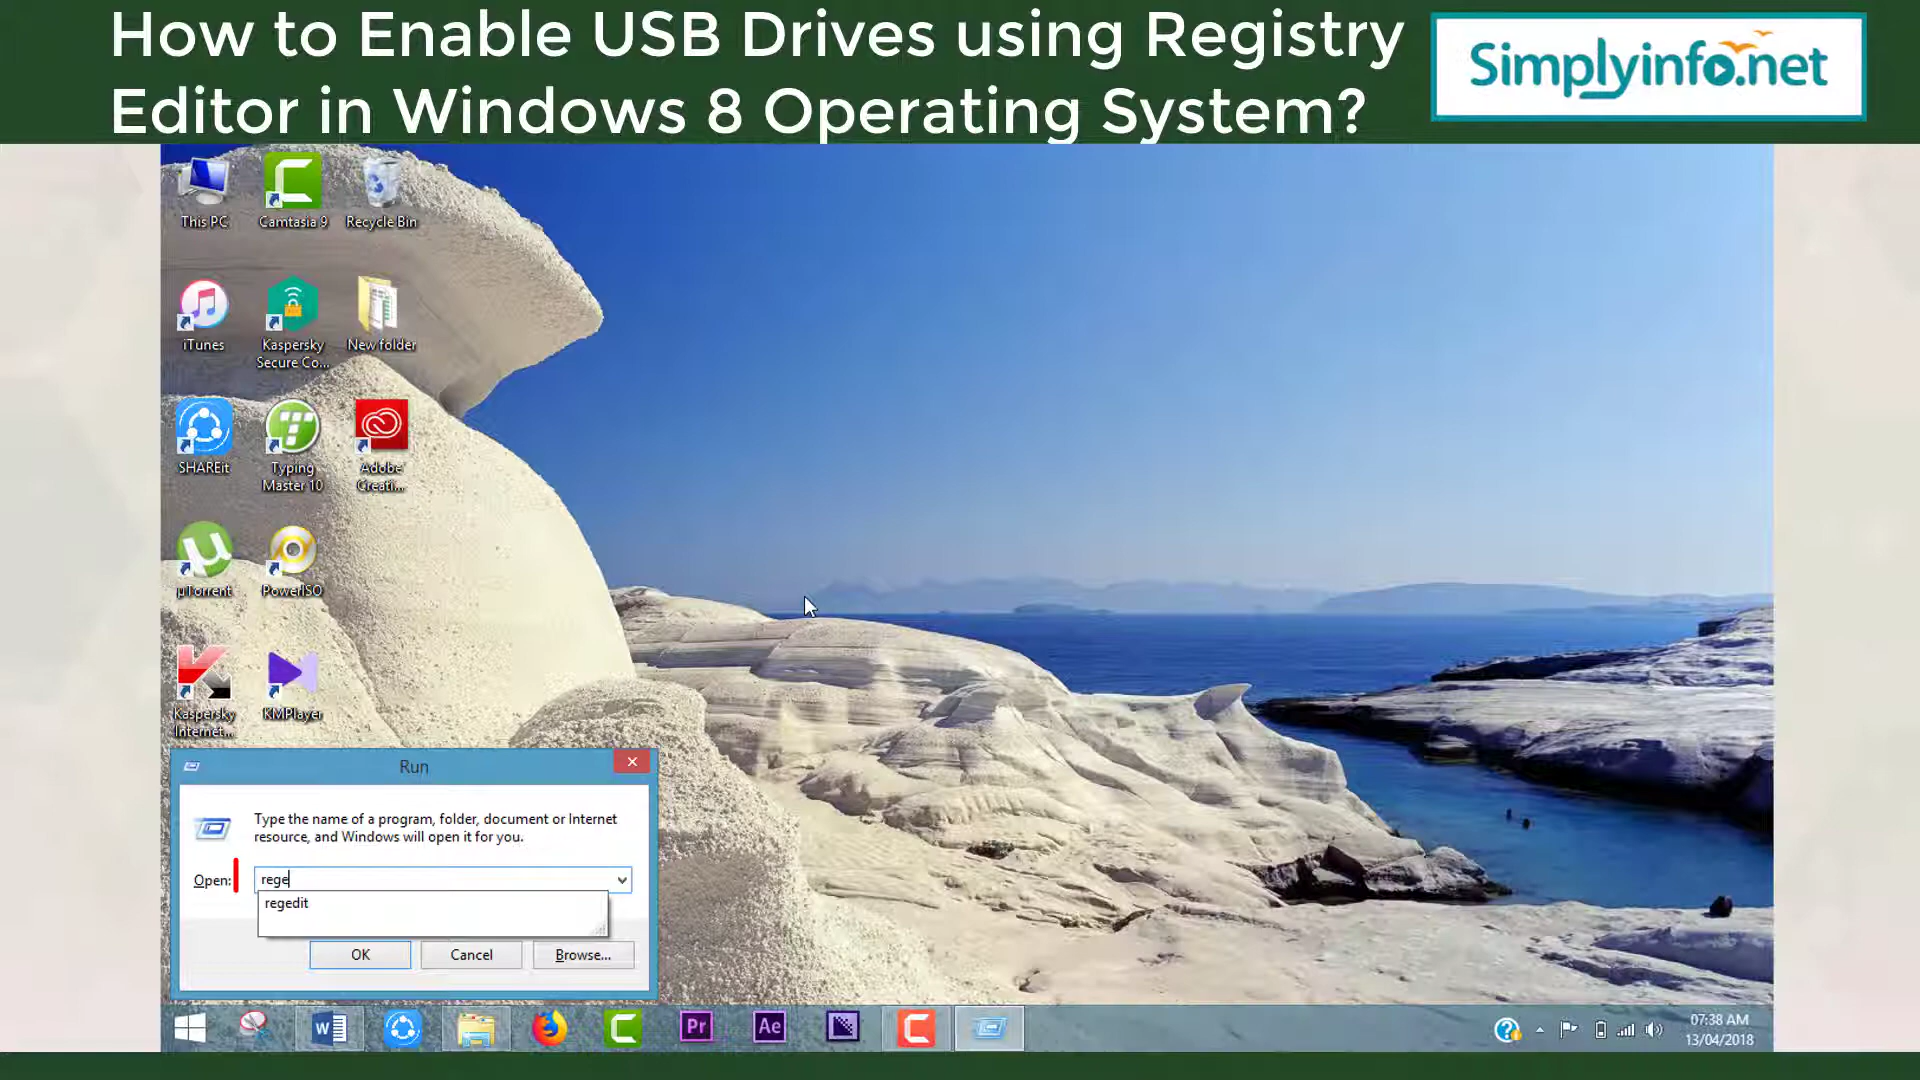 How to Enable USB Drives using Registry
Editor in Windows 8 Operating System?
Simplyinfo.net
This PC
Camtasia 9
Recycle Bin
iTunes
Kaspersky
Secure Co...
New folder
SHAREit
Typing
Master 10
Adobe
Creati...
µTorrent
PowerISO
Kaspersky
Internet...
KMPlayer
Run
Type the name of a program, folder, document or Internet
resource, and Windows will open it for you.
Open:
rege
regedit
OK
Cancel
Browse...
Pr
Ae
07:38 AM
13/04/2018